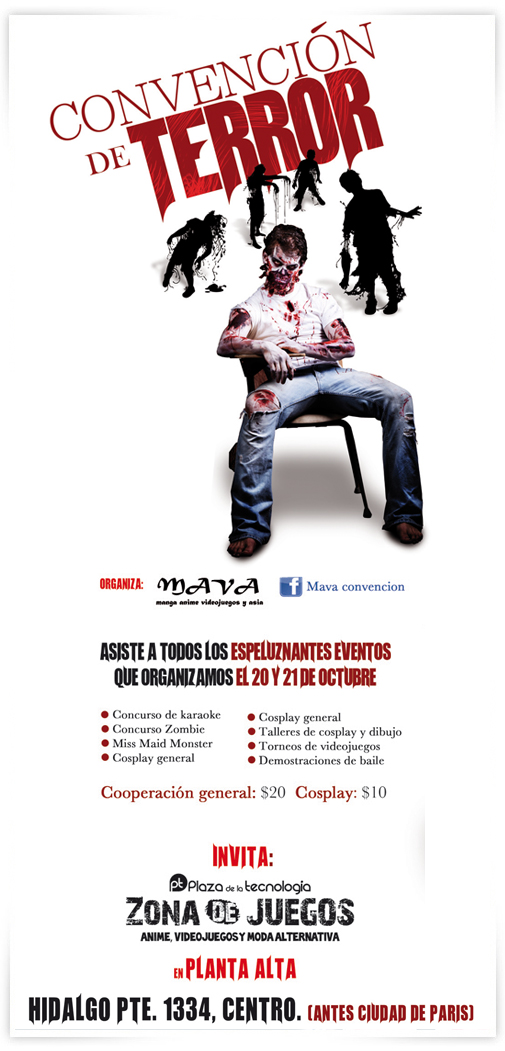 CONVENCIÓN
DE TERROR
ORGANIZA: MAVA
manga anime videojuegos y asia
f Mava convencion
ASISTE A TODOS LOS ESPELUZNANTES EVENTOS
QUE ORGANIZAMOS EL 20 Y 21 DE OCTUBRE
Concurso de karaoke
Concurso Zombie
Miss Maid Monster
Cosplay general
Cosplay general
Talleres de cosplay y dibujo
Torneos de videojuegos
Demostraciones de baile
Cooperación general: $20 Cosplay: $10
INVITA:
pt Plaza de la tecnología
ZONA DE JUEGOS
ANIME, VIDEOJUEGOS Y MODA ALTERNATIVA
EN PLANTA ALTA
HIDALGO PTE. 1334, CENTRO. (ANTES CIUDAD DE PARIS)